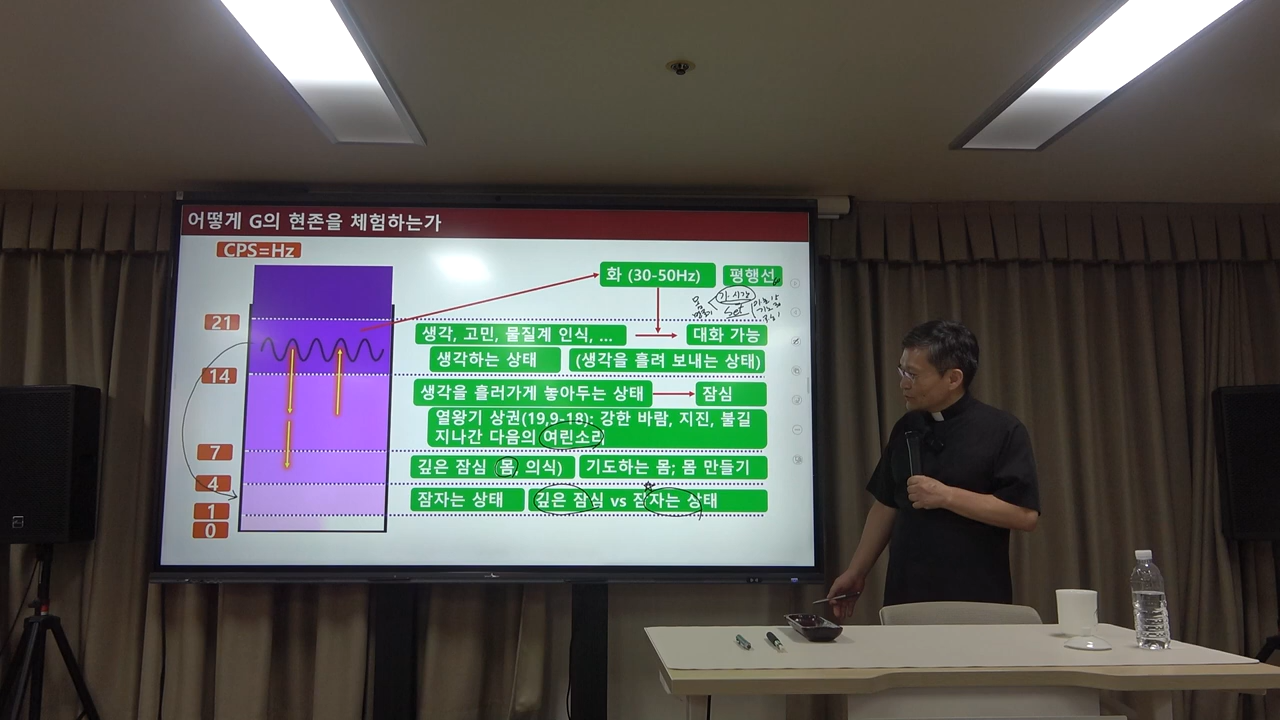 어떻게 G의 현존을 체험하는가
CPS=Hz
화 (30-50Hz)
평행선
21
생각, 고민, 물질계 인식, ...
대화 가능
생각하는 상태
(생각을 흘려 보내는 상태)
14
생각을 흘러가게 놓아두는 상태
잠심
열왕기 상권(19,9-18): 강한 바람, 지진, 불길
지나간 다음의 여린소리
7
깊은 잠심 몸, 의식)
기도하는 몸; 몸 만들기
4
잠자는 상태
깊은 잠심 vs 잠자는 상태
1
0